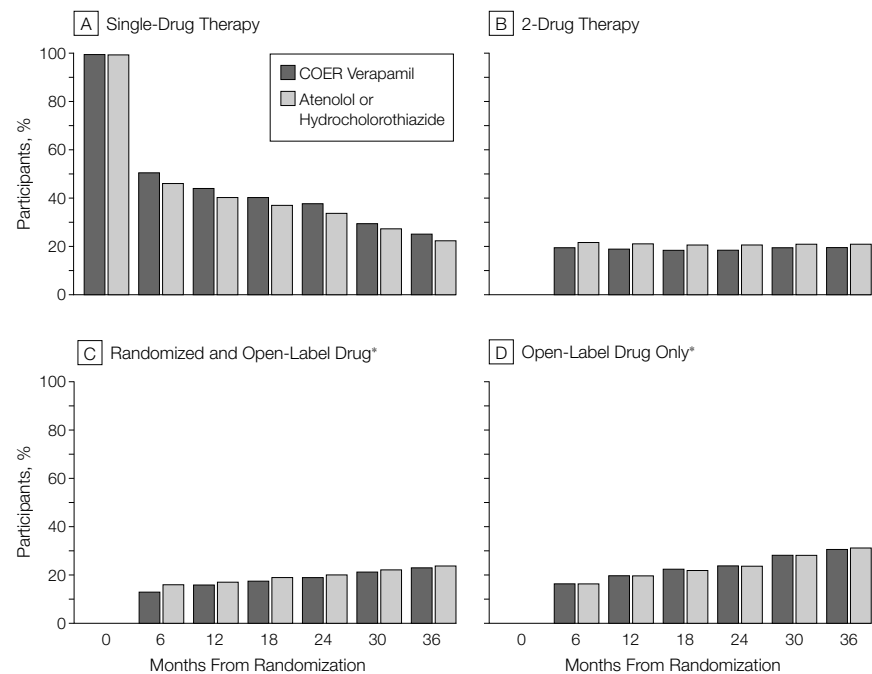 A Single-Drug Therapy
B 2-Drug Therapy
Participants, %
100
80
60
40
20
0
COER Verapamil
Atenolol or
Hydrocholorothiazide
C Randomized and Open-Label Drug*
D Open-Label Drug Only*
Participants, %
100
80
60
40
20
0
0 6 12 18 24 30 36
0 6 12 18 24 30 36
Months From Randomization
Months From Randomization